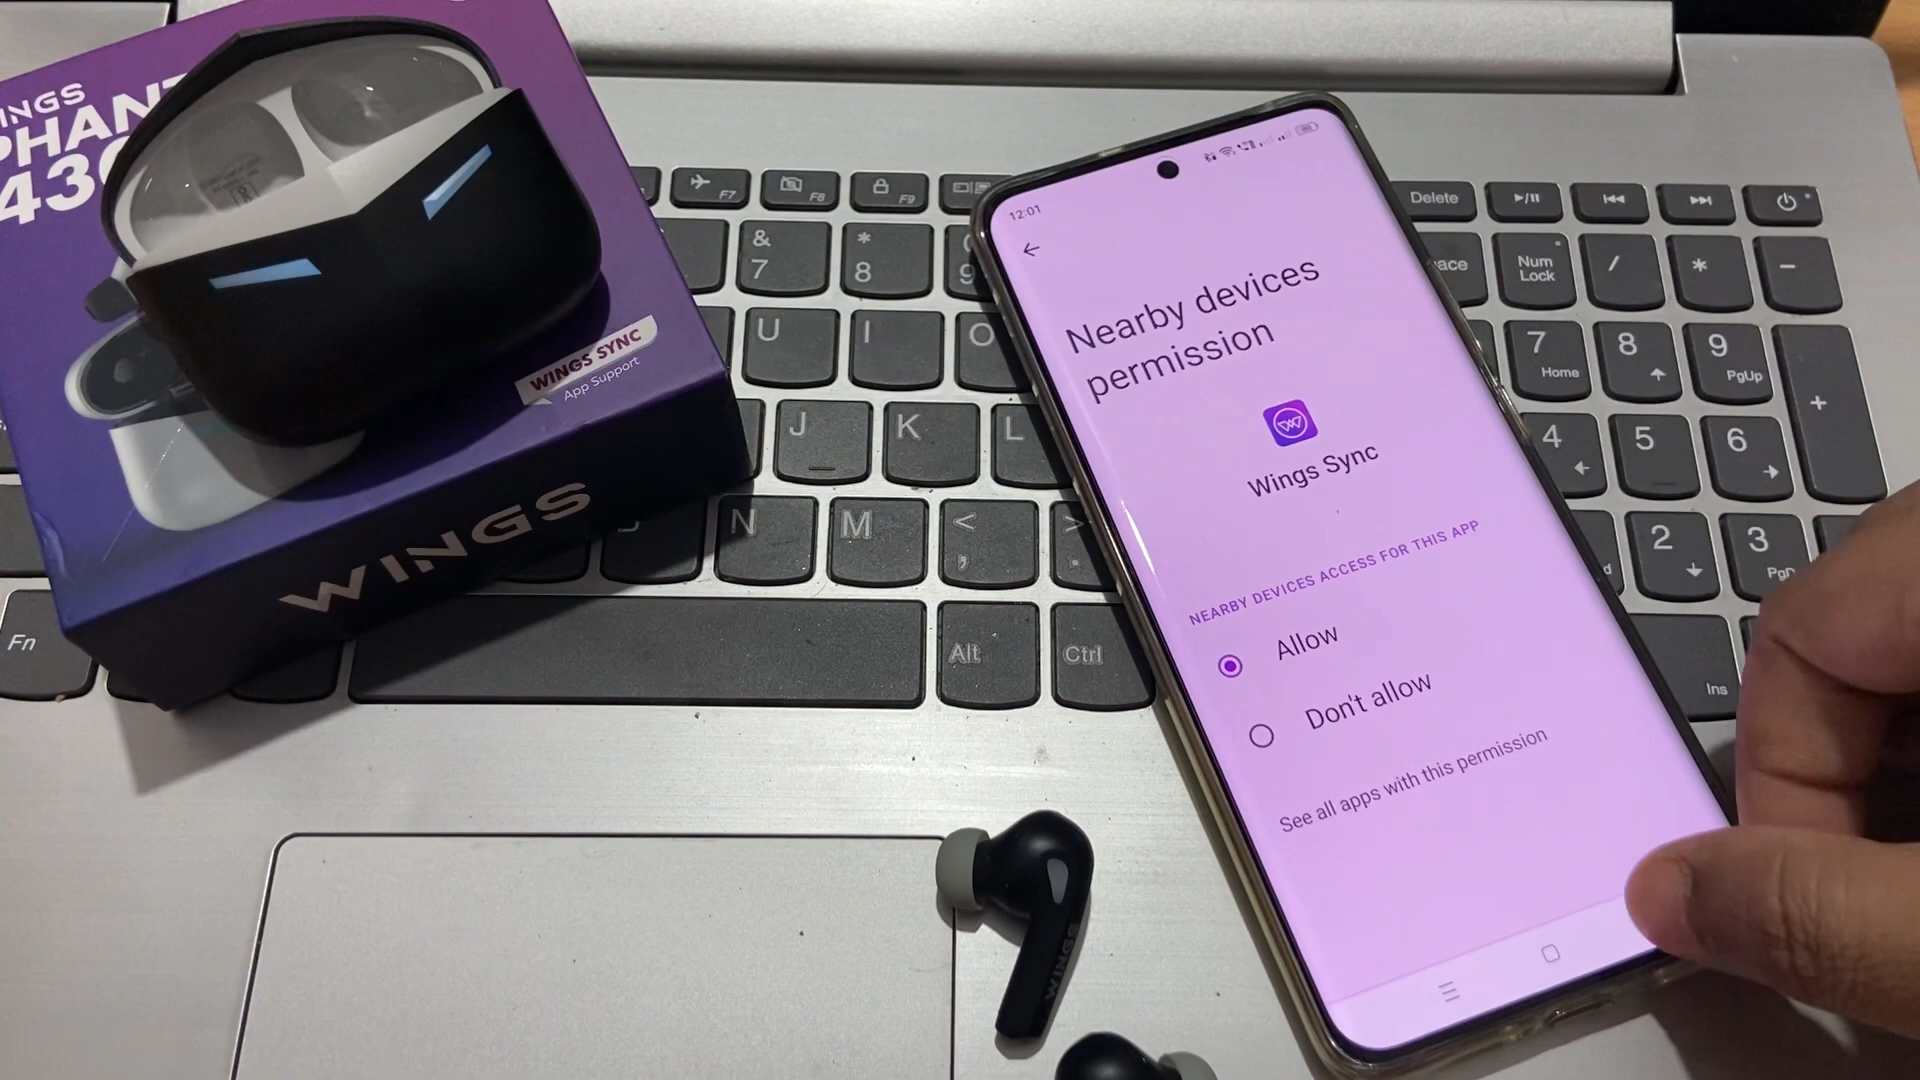 PHANT
430
WINGS SYNC
App Support
WINGS
12:01
Nearby devices
permission
Wings Sync
NEARBY DEVICES ACCESS FOR THIS APP
Allow
Don't allow
See all apps with this permission
F7
F8
F9
Delete
&
7
*
8
9
Num
Lock
/
*
-
U
I
O
7
Home
8
9
PgUp
+
J
K
L
4
5
6
N
M
<
,
>
.
2
3
Fn
Alt
Ctrl
Ins
WINGS